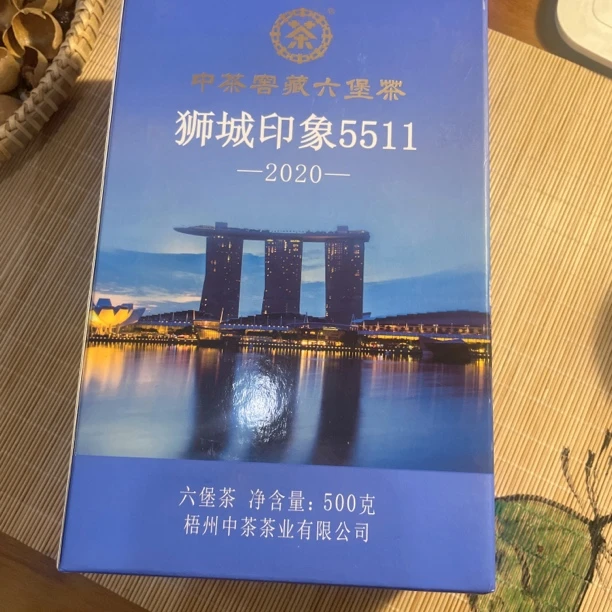 茶
中茶窖藏六堡茶
狮城印象5511
—2020—
六堡茶 净含量：500克
梧州中茶茶业有限公司